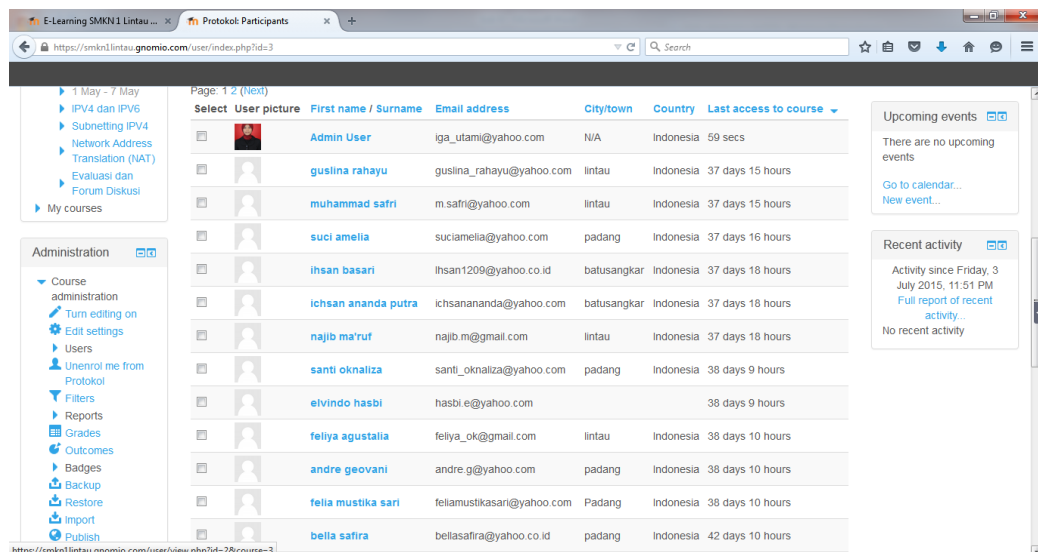 E-Learning SMKN 1 Lintau ... ×
Protokol: Participants ×
https://smkn1lintau.gnomio.com/user/index.php?id=3
Search
1 May - 7 May
IPV4 dan IPV6
Subnetting IPV4
Network Address
Translation (NAT)
Evaluasi dan
Forum Diskusi
My courses
Administration
Course
administration
Turn editing on
Edit settings
Users
Unenrol me from
Protokol
Filters
Reports
Grades
Outcomes
Badges
Backup
Restore
Import
Publish
Page: 1 2 (Next)
Select User picture First name / Surname Email address City/town Country Last access to course
Admin User iga_utami@yahoo.com N/A Indonesia 59 secs
guslina rahayu guslina_rahayu@yahoo.com lintau Indonesia 37 days 15 hours
muhammad safri m.safri@yahoo.com lintau Indonesia 37 days 15 hours
suci amelia suciamelia@yahoo.com padang Indonesia 37 days 16 hours
ihsan basari Ihsan1209@yahoo.co.id batusangkar Indonesia 37 days 18 hours
ichsan ananda putra ichsanananda@yahoo.com batusangkar Indonesia 37 days 18 hours
najib ma'ruf najib.m@gmail.com lintau Indonesia 37 days 18 hours
santi oknaliza santi_oknaliza@yahoo.com padang Indonesia 38 days 9 hours
elvindo hasbi hasbi.e@yahoo.com 38 days 9 hours
feliya agustalia feliya_ok@gmail.com lintau Indonesia 38 days 10 hours
andre geovani andre.g@yahoo.com padang Indonesia 38 days 10 hours
felia mustika sari feliamustikasari@yahoo.com Padang Indonesia 38 days 10 hours
bella safira bellasafira@yahoo.co.id padang Indonesia 42 days 10 hours
Upcoming events
There are no upcoming
events
Go to calendar...
New event...
Recent activity
Activity since Friday, 3
July 2015, 11:51 PM
Full report of recent
activity...
No recent activity
https://smkn1lintau.gnomio.com/user/view.php?id=2&course=3